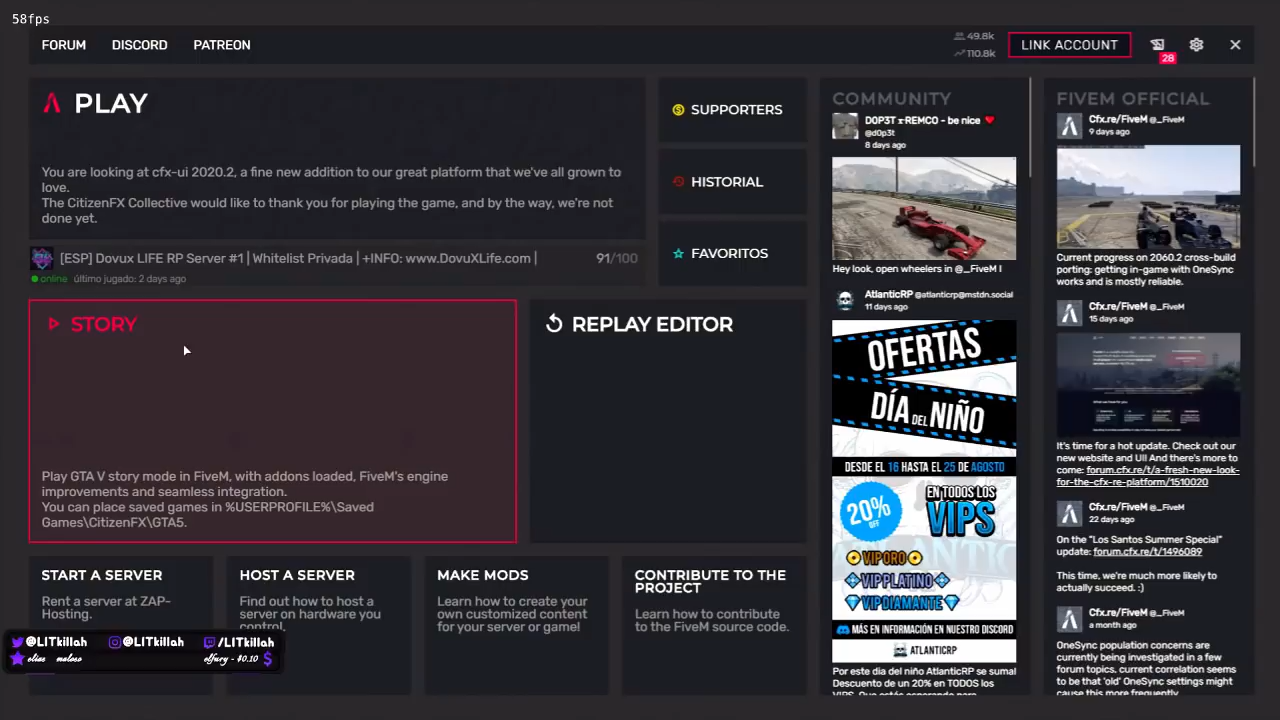 58fps
FORUM
DISCORD
PATREON
49.8k
110.8k
LINK ACCOUNT
28
PLAY
You are looking at cfx-ui 2020.2, a fine new addition to our great platform that we've all grown to
love.
The CitizenFX Collective would like to thank you for playing the game, and by the way, we're not
done yet.
[ESP] Dovux LIFE RP Server #1 | Whitelist Privada | +INFO: www.DovuXLife.com |
91/100
online
último jugado: 2 days ago
SUPPORTERS
HISTORIAL
FAVORITOS
STORY
Play GTA V story mode in FiveM, with addons loaded, FiveM's engine
improvements and seamless integration.
You can place saved games in %USERPROFILE%\Saved
Games\CitizenFX\GTA5.
REPLAY EDITOR
START A SERVER
Rent a server at ZAP-
Hosting.
HOST A SERVER
Find out how to host a
server on hardware you
control.
MAKE MODS
Learn how to create your
own customized content
for your server or game!
CONTRIBUTE TO THE
PROJECT
Learn how to contribute
to the FiveM source code.
@LITkillah
@LITkillah
/LITkillah
elias meloso
elfury - $0.10
COMMUNITY
D0P3T x REMCO - be nice
@d0p3t
8 days ago
Hey look, open wheelers in @_FiveM !
AtlanticRP @atlanticrp@mstdn.social
11 days ago
OFERTAS
DÍA DEL NIÑO
DESDE EL 16 HASTA EL 25 DE AGOSTO
20%
OFF
EN TODOS LOS
VIPS
VIP ORO
VIP PLATINO
VIP DIAMANTE
MÁS EN INFORMACIÓN EN NUESTRO DISCORD
ATLANTICRP
Por este dia del niño AtlanticRP se suma!
Descuento de un 20% en TODOS los
VIPS. Que estás esperando para
FIVEM OFFICIAL
Cfx.re/FiveM @_FiveM
9 days ago
Current progress on 2060.2 cross-build
porting: getting in-game with OneSync
works and is mostly reliable.
Cfx.re/FiveM @_FiveM
15 days ago
It's time for a hot update. Check out our
new website and UI! And there's more to
come: forum.cfx.re/t/a-fresh-new-look-
for-the-cfx-re-platform/1510020
Cfx.re/FiveM @_FiveM
22 days ago
On the "Los Santos Summer Special"
update: forum.cfx.re/t/1496089
This time, we're much more likely to
actually succeed. :)
Cfx.re/FiveM @_FiveM
a month ago
OneSync population concerns are
currently being investigated in a few
forum topics. current correlation seems
to be that 'old' OneSync settings might
cause this more frequently.